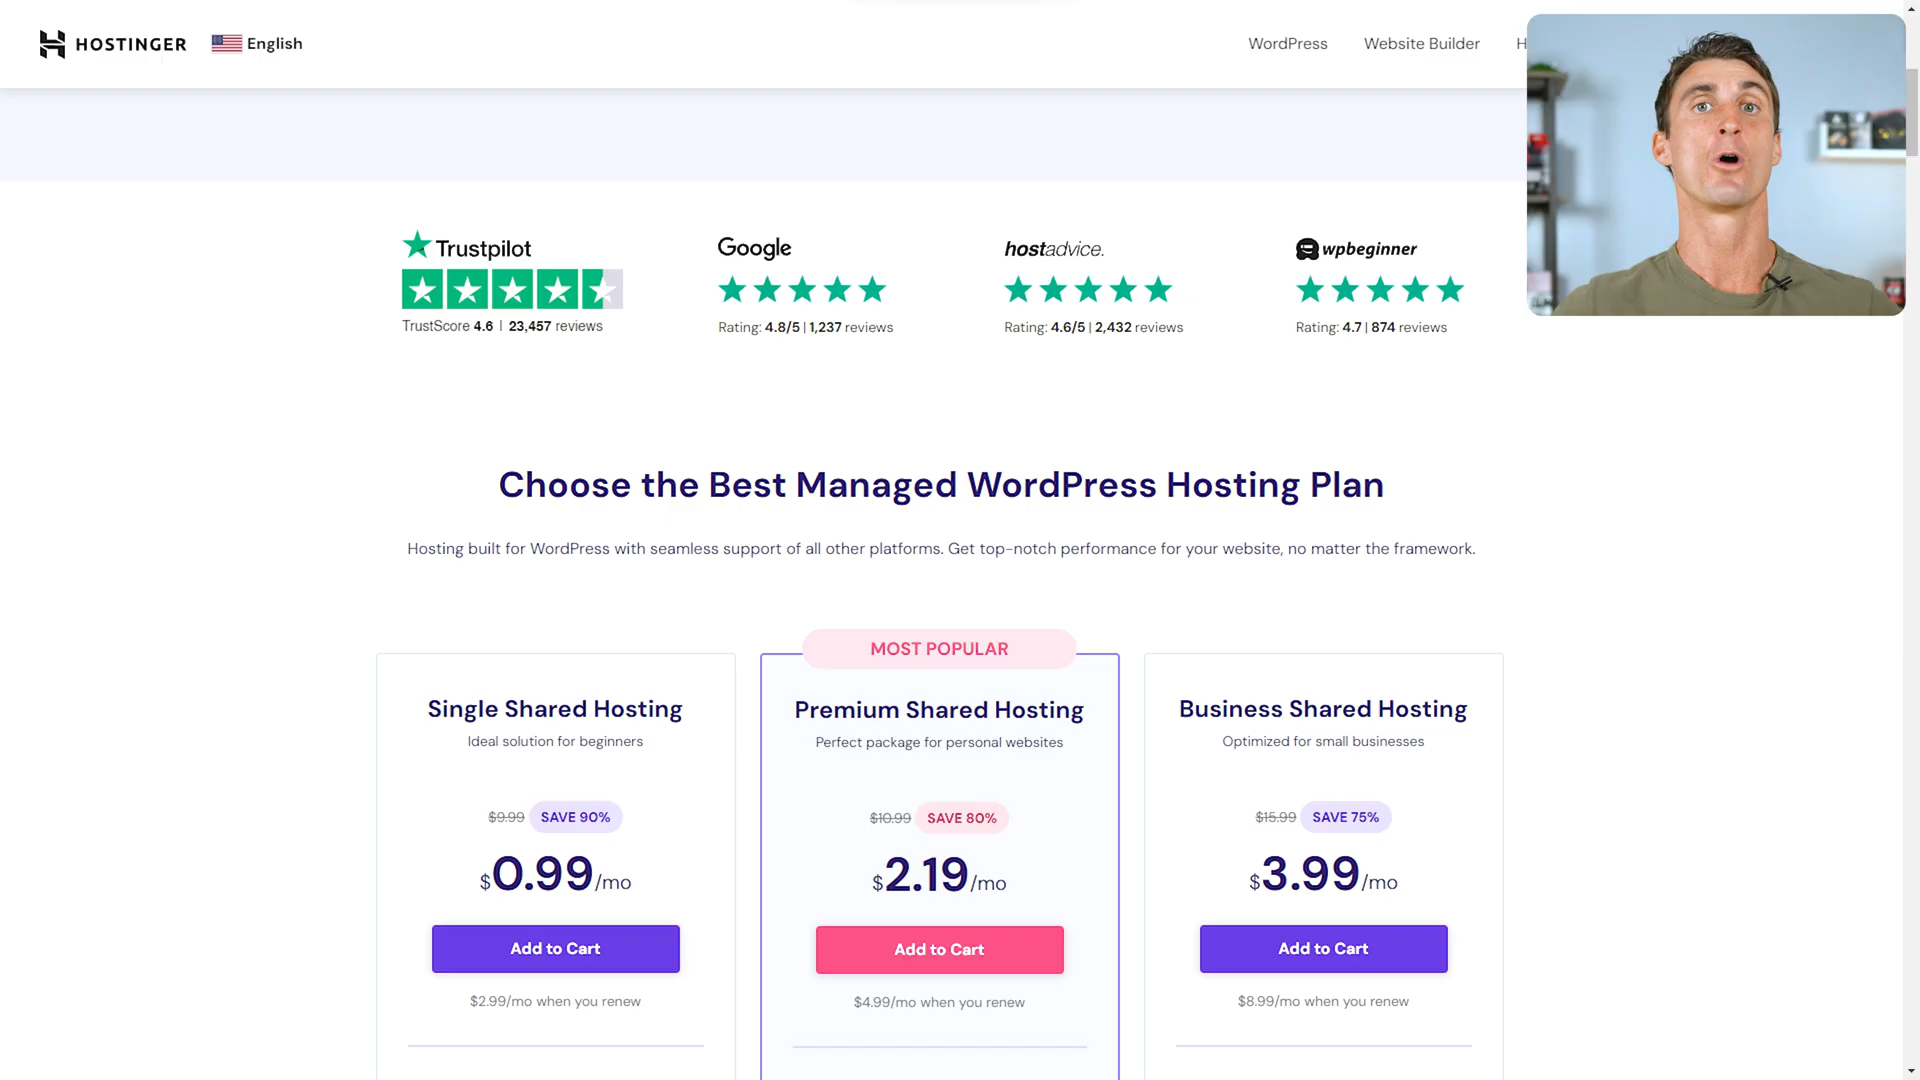 HOSTINGER English WordPress Website Builder H
Trustpilot Google hostadvice. wpbeginner
TrustScore 4.6 | 23,457 reviews Rating: 4.8/5 | 1,237 reviews Rating: 4.6/5 | 2,432 reviews Rating: 4.7 | 874 reviews
Choose the Best Managed WordPress Hosting Plan
Hosting built for WordPress with seamless support of all other platforms. Get top-notch performance for your website, no matter the framework.
MOST POPULAR
Single Shared Hosting
Ideal solution for beginners
$9.99 SAVE 90%
$0.99/mo
Add to Cart
$2.99/mo when you renew
Premium Shared Hosting
Perfect package for personal websites
$10.99 SAVE 80%
$2.19/mo
Add to Cart
$4.99/mo when you renew
Business Shared Hosting
Optimized for small businesses
$15.99 SAVE 75%
$3.99/mo
Add to Cart
$8.99/mo when you renew